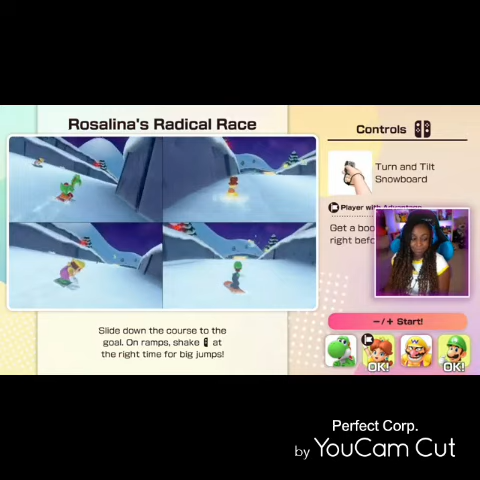 Rosalina's Radical Race
Controls
Turn and Tilt
Snowboard
Player with Advantage
Get a boo
right befo
−/+ Start!
Slide down the course to the
goal. On ramps, shake at
the right time for big jumps!
OK!
OK!
Perfect Corp.
by YouCam Cut